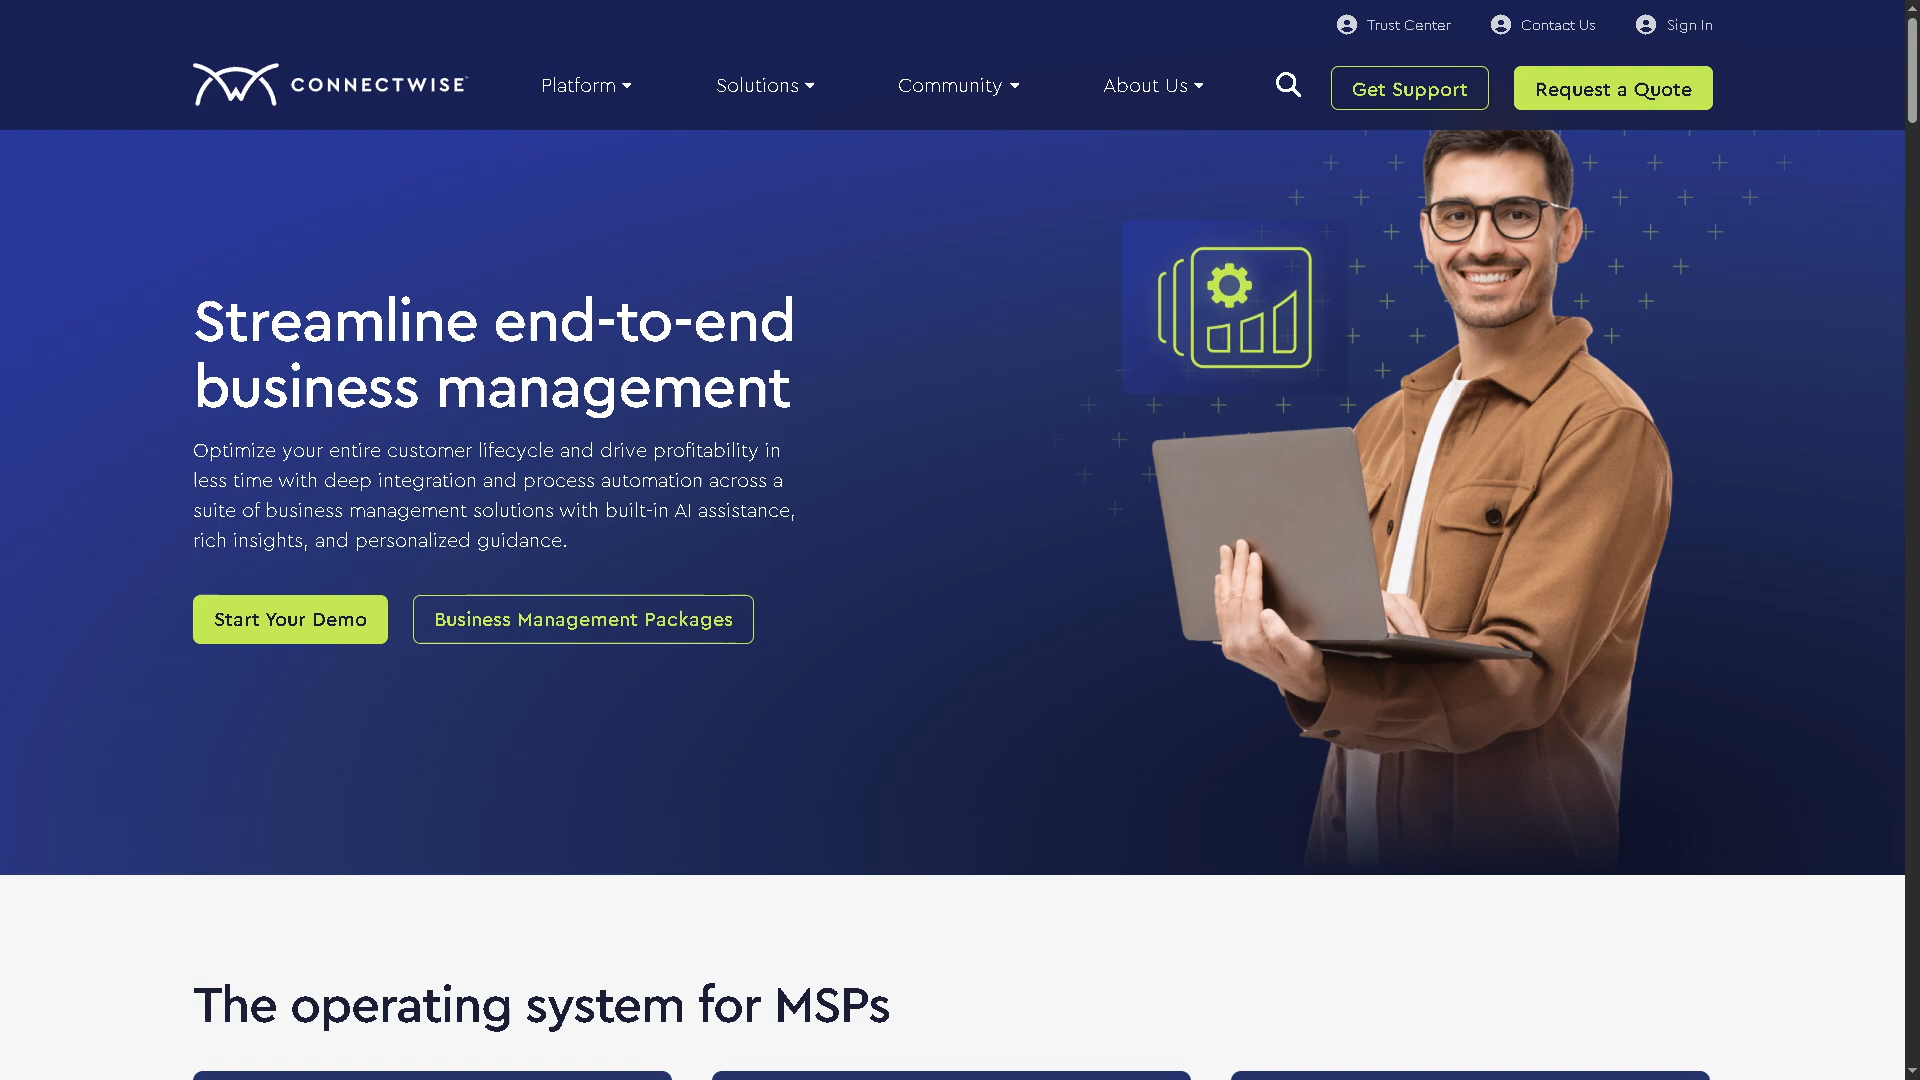 Trust Center
Contact Us
Sign In
CONNECTWISE
Platform
Solutions
Community
About Us
Get Support
Request a Quote
Streamline end-to-end
business management
Optimize your entire customer lifecycle and drive profitability in
less time with deep integration and process automation across a
suite of business management solutions with built-in AI assistance,
rich insights, and personalized guidance.
Start Your Demo
Business Management Packages
The operating system for MSPs